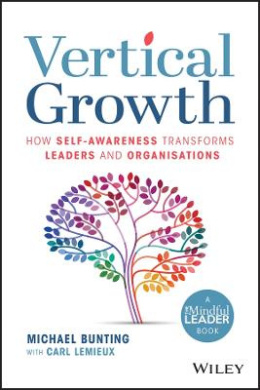 Vertical
Growth
HOW SELF-AWARENESS TRANSFORMS
LEADERS AND ORGANISATIONS
A
THE Mindful
LEADER
BOOK
MICHAEL BUNTING
WITH CARL LEMIEUX
WILEY